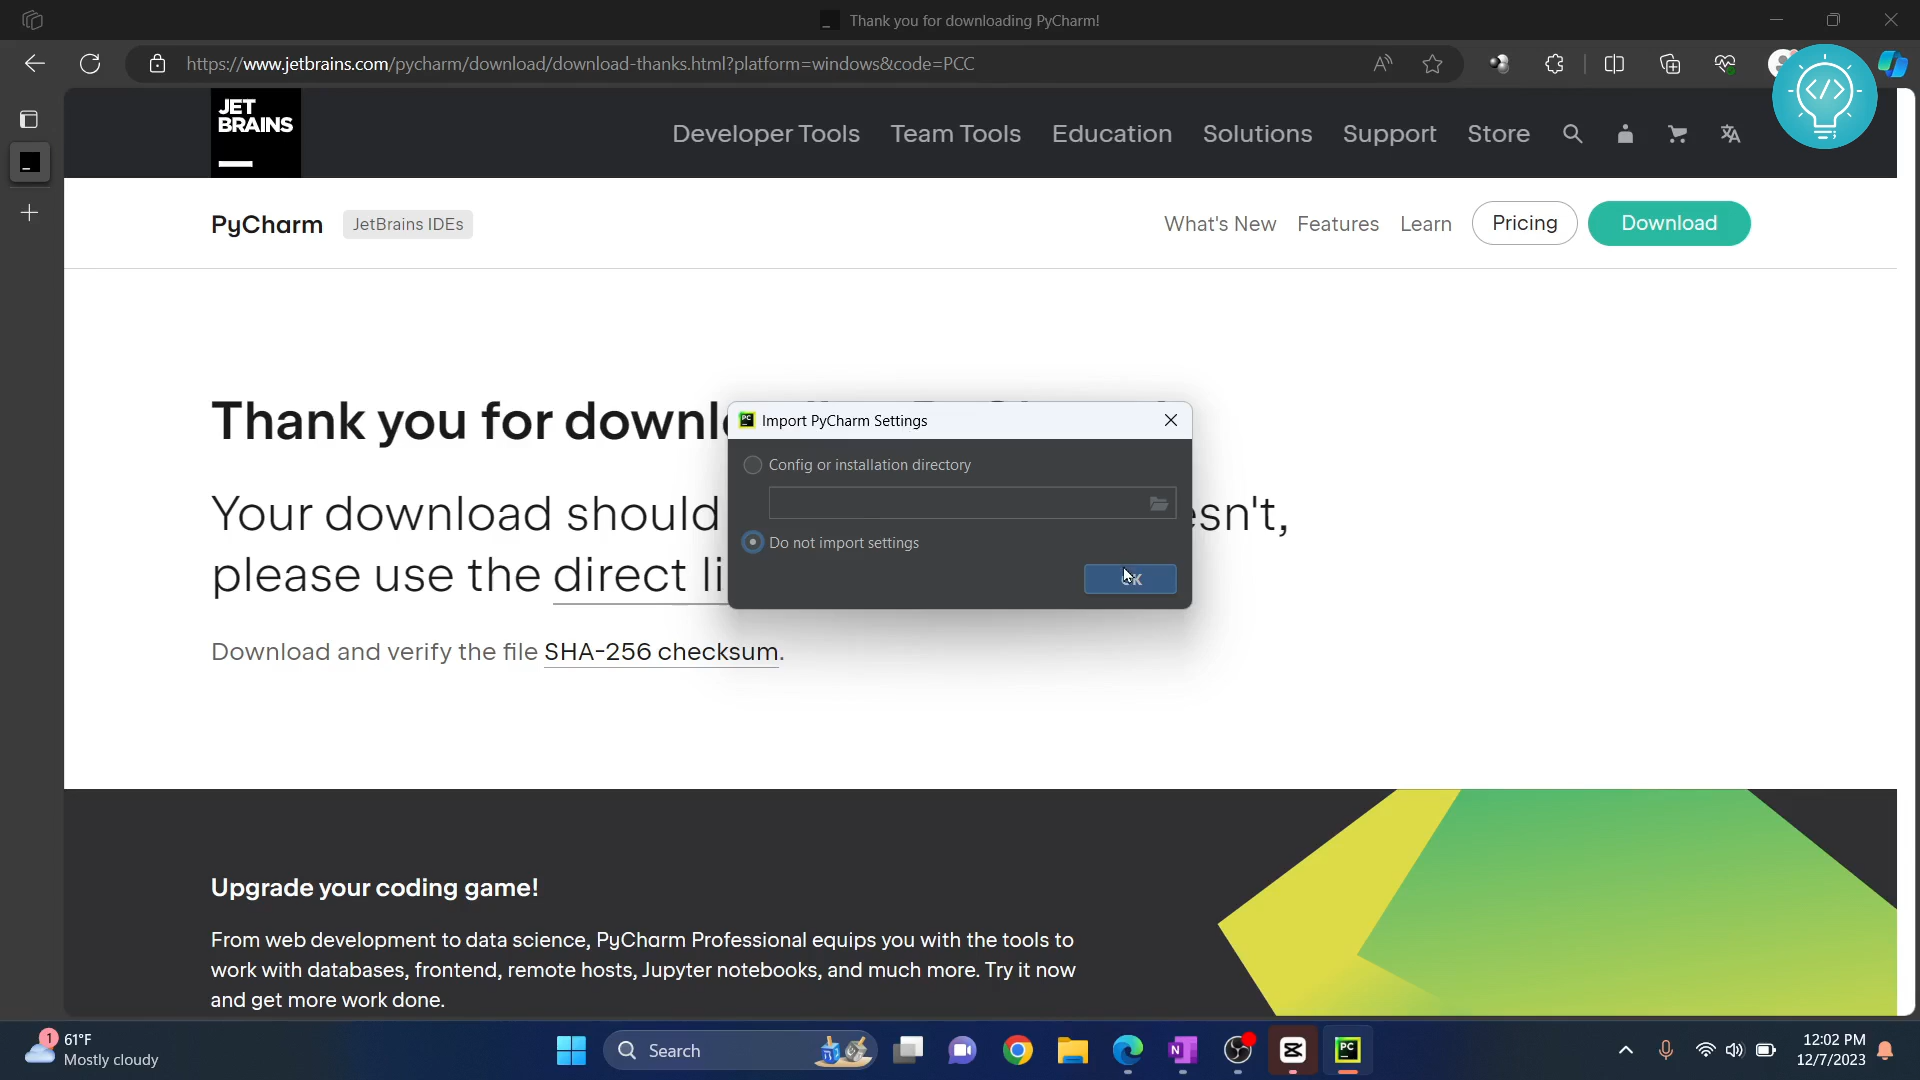 Thank you for downloading PyCharm!
https://www.jetbrains.com/pycharm/download/download-thanks.html?platform=windows&code=PCC
JET
BRAINS
Developer Tools
Team Tools
Education
Solutions
Support
Store
PyCharm
JetBrains IDEs
What's New
Features
Learn
Pricing
Download
Thank you for downl
Your download should
esn't,
please use the direct li
Download and verify the file SHA-256 checksum.
PC
Import PyCharm Settings
Config or installation directory
Do not import settings
Upgrade your coding game!
From web development to data science, PyCharm Professional equips you with the tools to
work with databases, frontend, remote hosts, Jupyter notebooks, and much more. Try it now
and get more work done.
1
61°F
Mostly cloudy
Search
N
PC
12:02 PM
12/7/2023